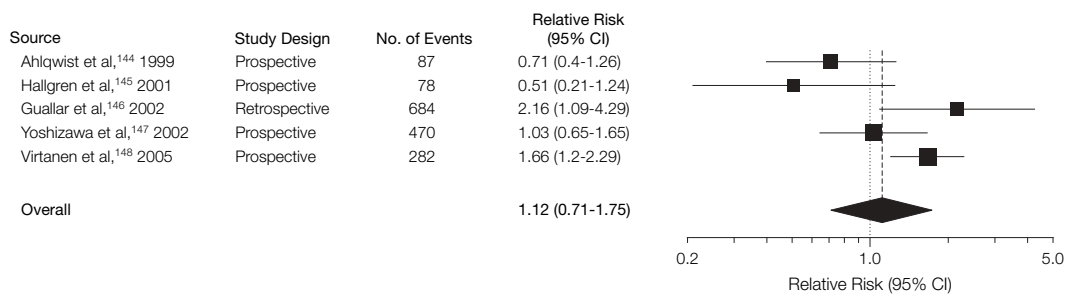 Source Study Design No. of Events Relative Risk (95% CI)
Ahlqwist et al,144 1999 Prospective 87 0.71 (0.4-1.26)
Hallgren et al,145 2001 Prospective 78 0.51 (0.21-1.24)
Guallar et al,146 2002 Retrospective 684 2.16 (1.09-4.29)
Yoshizawa et al,147 2002 Prospective 470 1.03 (0.65-1.65)
Virtanen et al,148 2005 Prospective 282 1.66 (1.2-2.29)
Overall 1.12 (0.71-1.75)
0.2 1.0 5.0
Relative Risk (95% CI)